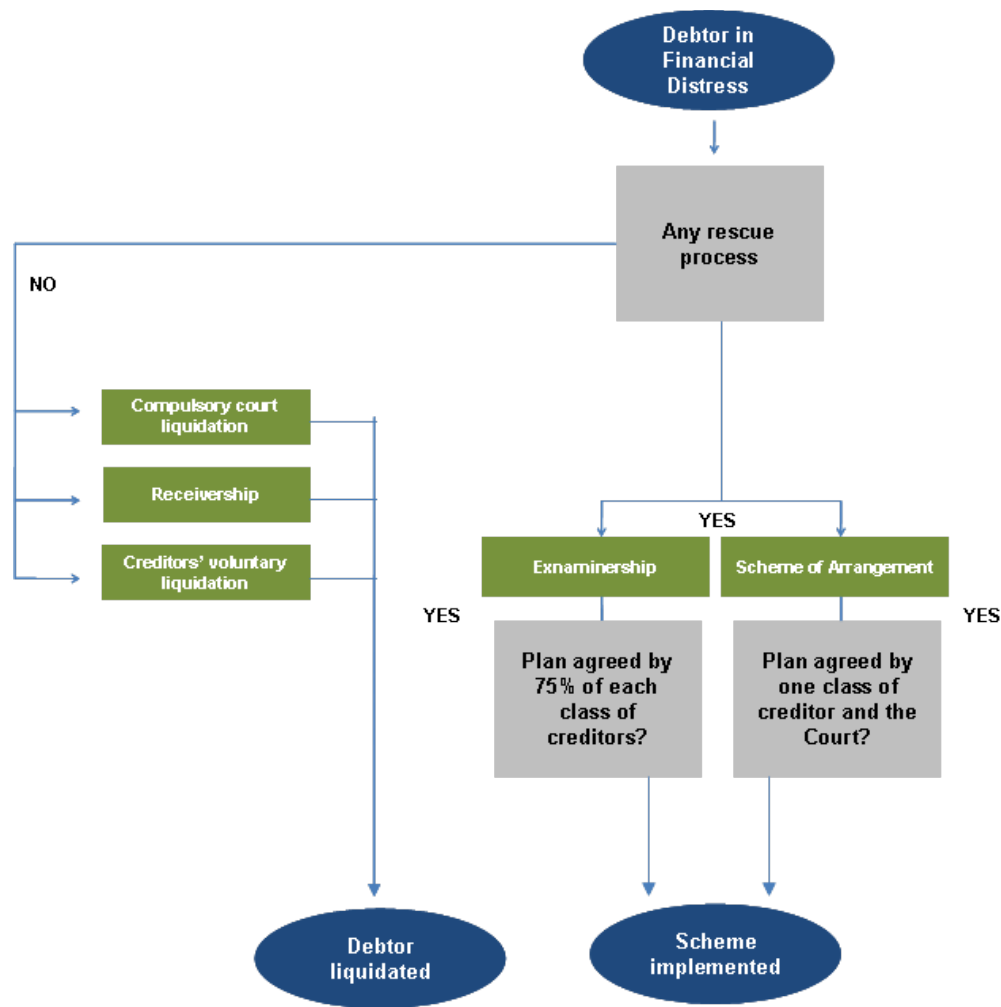 Debtor in
Financial
Distress
Any rescue
process
NO
Compulsory court
liquidation
Receivership
Creditors' voluntary
liquidation
YES
Exnaminership
Scheme of Arrangement
YES
YES
Plan agreed by
75% of each
class of
creditors?
Plan agreed by
one class of
creditor and the
Court?
Debtor
liquidated
Scheme
implemented